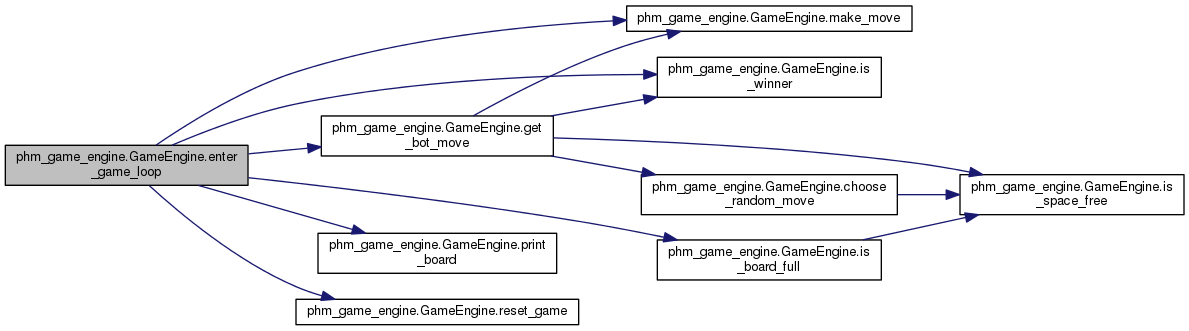 phm_game_engine.GameEngine.make_move
phm_game_engine.GameEngine.is
_winner
phm_game_engine.GameEngine.get
_bot_move
phm_game_engine.GameEngine.enter
_game_loop
phm_game_engine.GameEngine.choose
_random_move
phm_game_engine.GameEngine.is
_space_free
phm_game_engine.GameEngine.print
_board
phm_game_engine.GameEngine.is
_board_full
phm_game_engine.GameEngine.reset_game